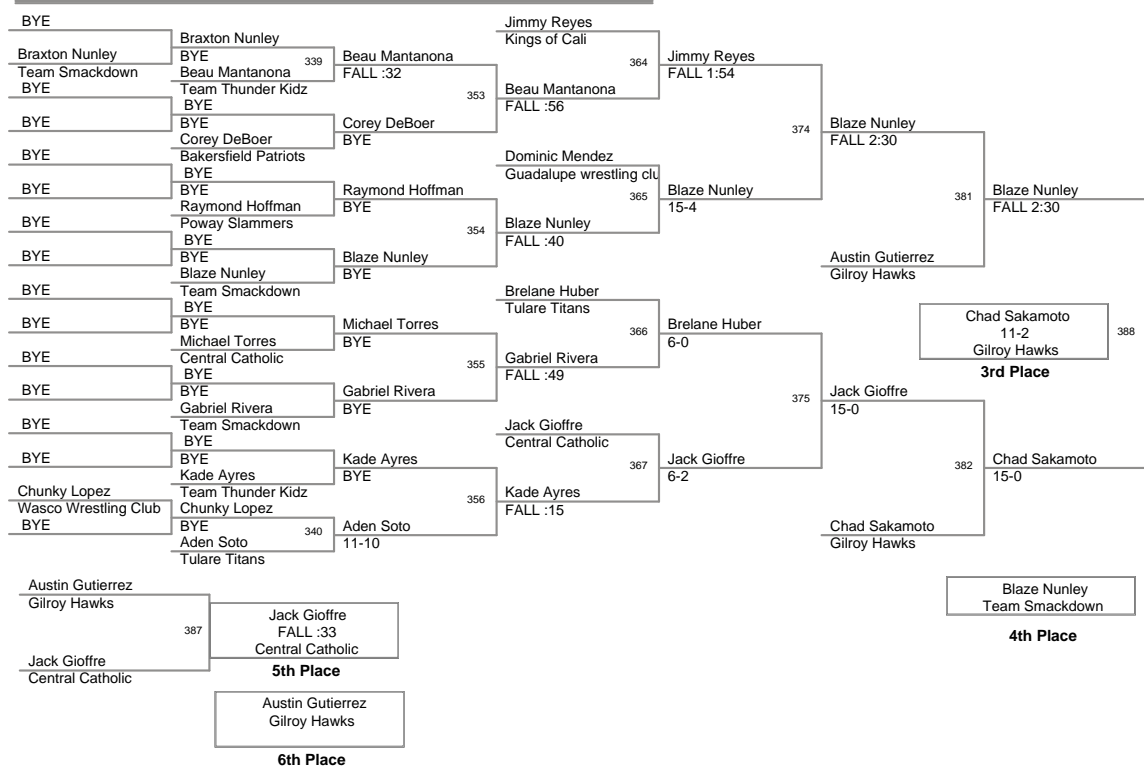 BYE
Braxton Nunley
Team Smackdown
BYE
BYE
BYE
BYE
BYE
BYE
BYE
BYE
BYE
BYE
BYE
BYE
Chunky Lopez
Wasco Wrestling Club
BYE
Braxton Nunley
BYE
339
Beau Mantanona
Team Thunder Kidz
BYE
BYE
Corey DeBoer
Bakersfield Patriots
BYE
BYE
Raymond Hoffman
Poway Slammers
BYE
BYE
Blaze Nunley
Team Smackdown
BYE
BYE
Michael Torres
Central Catholic
BYE
BYE
Gabriel Rivera
Team Smackdown
BYE
BYE
Kade Ayres
Team Thunder Kidz
Chunky Lopez
BYE
340
Aden Soto
Tulare Titans
Beau Mantanona
FALL :32
353
Corey DeBoer
BYE
Raymond Hoffman
BYE
354
Blaze Nunley
BYE
Michael Torres
BYE
355
Gabriel Rivera
BYE
Kade Ayres
BYE
356
Aden Soto
11-10
Jimmy Reyes
Kings of Cali
364
Beau Mantanona
FALL :56
Dominic Mendez
Guadalupe wrestling clu
365
Blaze Nunley
FALL :40
Brelane Huber
Tulare Titans
366
Gabriel Rivera
FALL :49
Jack Gioffre
Central Catholic
367
Kade Ayres
FALL :15
Jimmy Reyes
FALL 1:54
374
Blaze Nunley
15-4
Brelane Huber
6-0
375
Jack Gioffre
6-2
Blaze Nunley
FALL 2:30
381
Austin Gutierrez
Gilroy Hawks
Jack Gioffre
15-0
382
Chad Sakamoto
Gilroy Hawks
Blaze Nunley
FALL 2:30
Chad Sakamoto
11-2
Gilroy Hawks
388
3rd Place
Chad Sakamoto
15-0
Blaze Nunley
Team Smackdown
4th Place
Austin Gutierrez
Gilroy Hawks
387
Jack Gioffre
Central Catholic
Jack Gioffre
FALL :33
Central Catholic
5th Place
Austin Gutierrez
Gilroy Hawks
6th Place